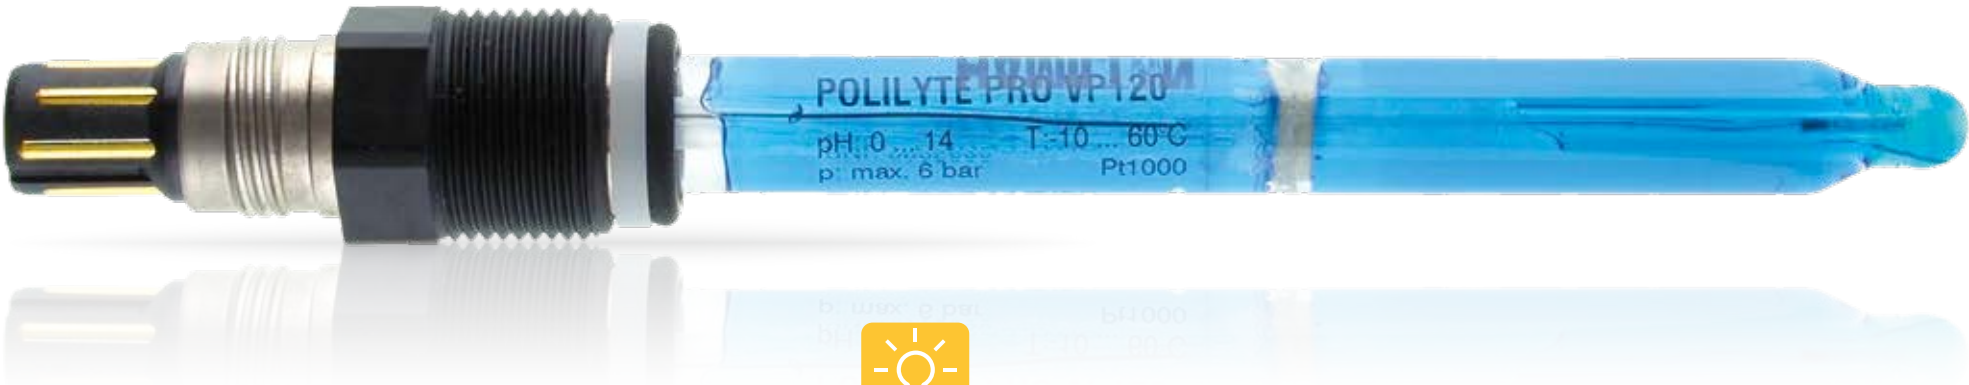 POLILYTE PRO VP 120
pH: 0 ... 14 T: -10 ... 60°C
p: max. 6 bar Pt1000